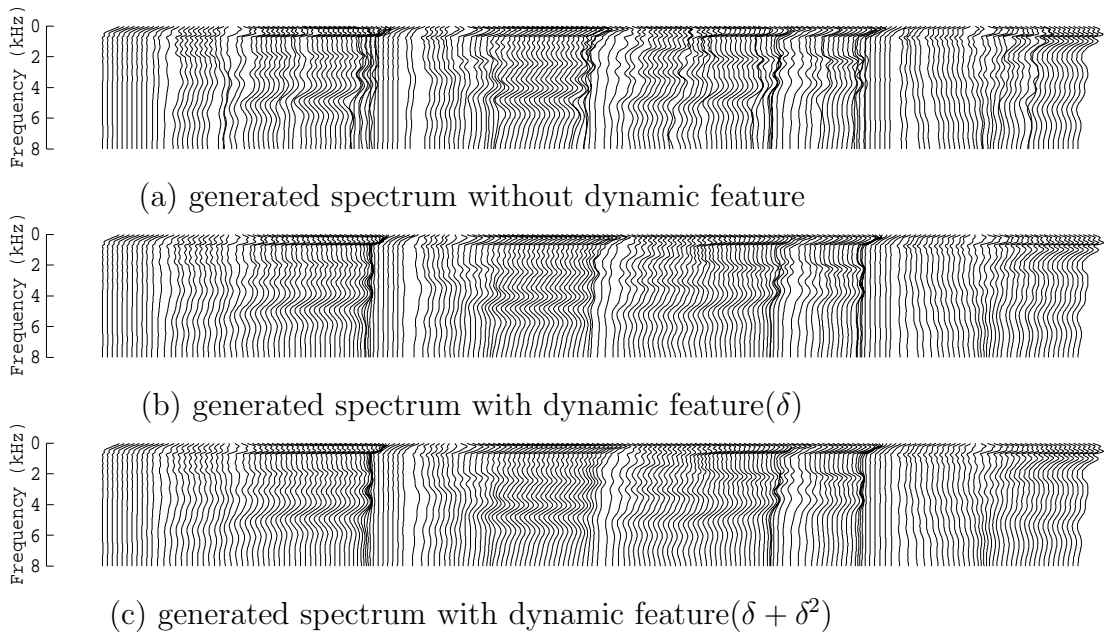 Frequency (kHz)
0
2
4
6
8
(a) generated spectrum without dynamic feature
Frequency (kHz)
0
2
4
6
8
(b) generated spectrum with dynamic feature(δ)
Frequency (kHz)
0
2
4
6
8
(c) generated spectrum with dynamic feature(δ + δ²)